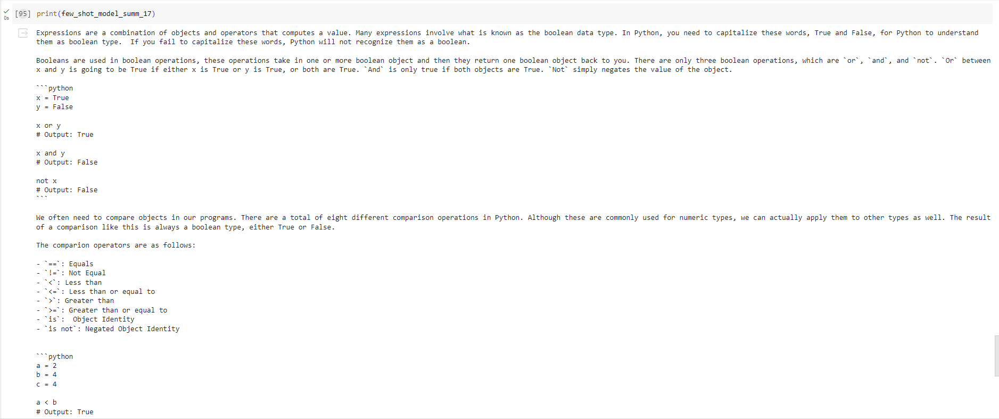 [95] print(few_shot_model_summ_17)
0s
Expressions are a combination of objects and operators that computes a value. Many expressions involve what is known as the boolean data type. In Python, you need to capitalize these words, True and False, for Python to understand
them as boolean type.  If you fail to capitalize these words, Python will not recognize them as a boolean.
Booleans are used in boolean operations, these operations take in one or more boolean object and then they return one boolean object back to you. There are only three boolean operations, which are `or`, `and`, and `not`. `Or` between
x and y is going to be True if either x is True or y is True, or both are True. `And` is only true if both objects are True. `Not` simply negates the value of the object.
```python
x = True
y = False
x or y
# Output: True
x and y
# Output: False
not x
# Output: False
```
We often need to compare objects in our programs. There are a total of eight different comparison operations in Python. Although these are commonly used for numeric types, we can actually apply them to other types as well. The result
of a comparison like this is always a boolean type, either True or False.
The comparion operators are as follows:
- `==`: Equals
- `!=`: Not Equal
- `<`: Less than
- `<=`: Less than or equal to
- `>`: Greater than
- `>=`: Greater than or equal to
- `is`:  Object Identity
- `is not`: Negated Object Identity
```python
a = 2
b = 4
c = 4
a < b
# Output: True